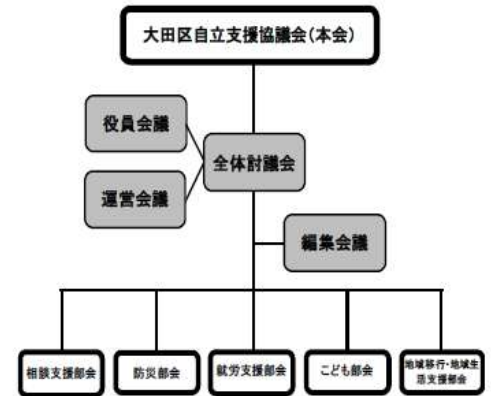 大田区自立支援協議会(本会)
役員会議
全体討議会
運営会議
編集会議
相談支援部会
防災部会
就労支援部会
こども部会
地域移行・地域生
活支援部会